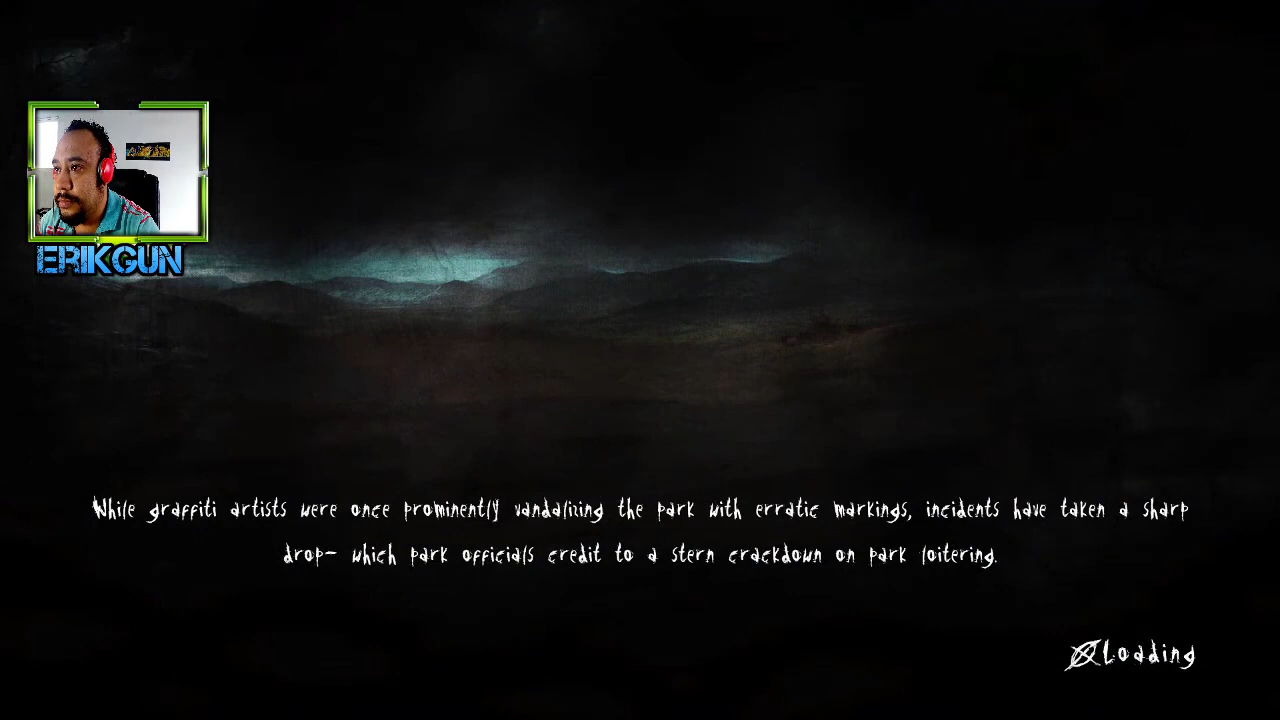 ERIKGUN
While graffiti artists were once prominently vandalizing the park with erratic markings, incidents have taken a sharp
drop- which park officials credit to a stern crackdown on park loitering.
Loading